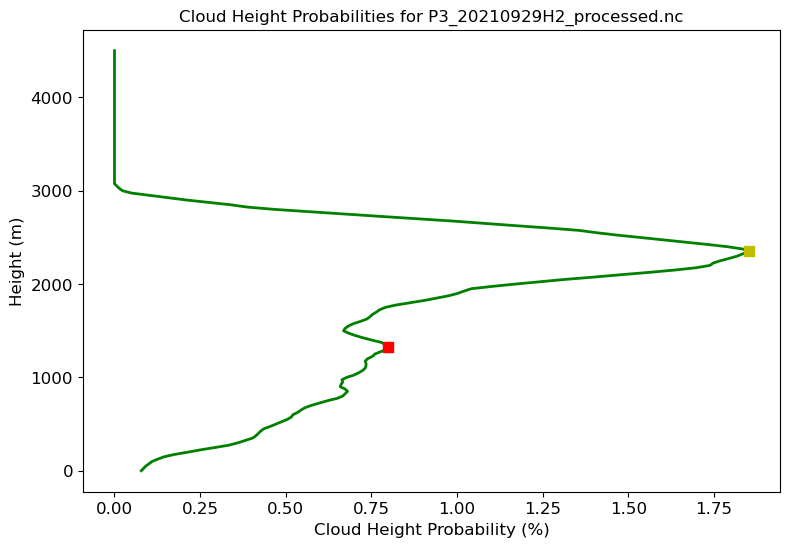 Cloud Height Probabilities for P3_20210929H2_processed.nc
Height (m)
4000
3000
2000
1000
0
0.00 0.25 0.50 0.75 1.00 1.25 1.50 1.75
Cloud Height Probability (%)